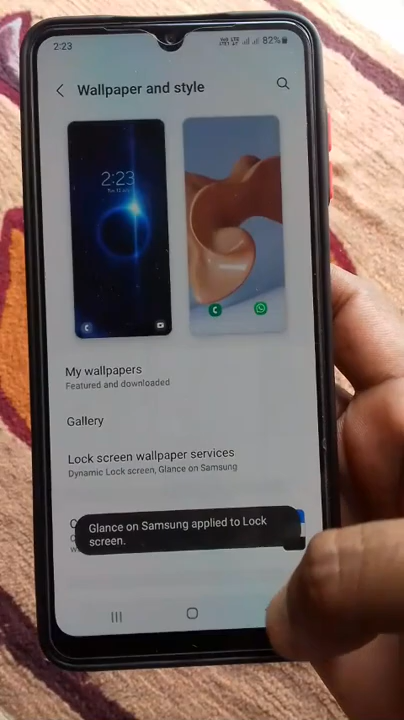 2:23
82%
Wallpaper and style
2:23
My wallpapers
Featured and downloaded
Gallery
Lock screen wallpaper services
Dynamic Lock screen, Glance on Samsung
Glance on Samsung applied to Lock
screen.